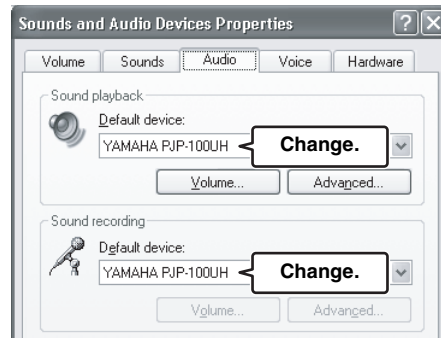 Sounds and Audio Devices Properties
Volume Sounds Audio Voice Hardware
Sound playback
Default device:
YAMAHA PJP-100UH Change.
Volume... Advanced...
Sound recording
Default device:
YAMAHA PJP-100UH Change.
Volume... Advanced...